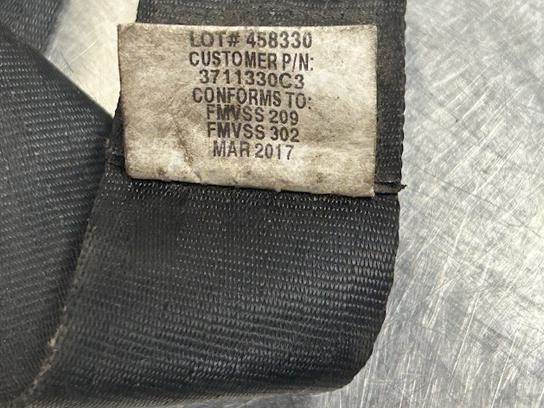 LOT# 458330
CUSTOMER P/N:
3711330C3
CONFORMS TO:
FMVSS 209
FMVSS 302
MAR 2017